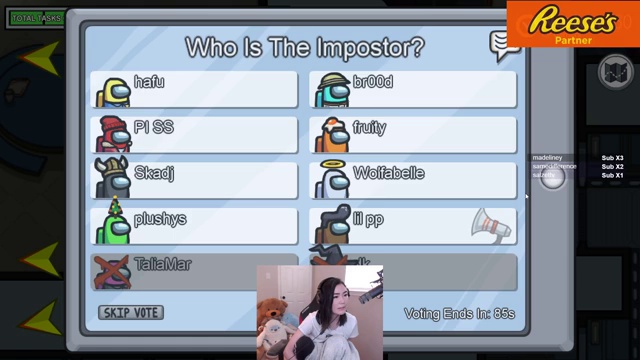 TOTAL TASKS
Reese's
Partner
Who Is The Impostor?
hafu
br00d
PI SS
fruity
Skadj
Wolfabelle
plushys
lil pp
TaliaMar
madeliney Sub X3
Sub X2
Sub X1
SKIP VOTE
Voting Ends In: 85s